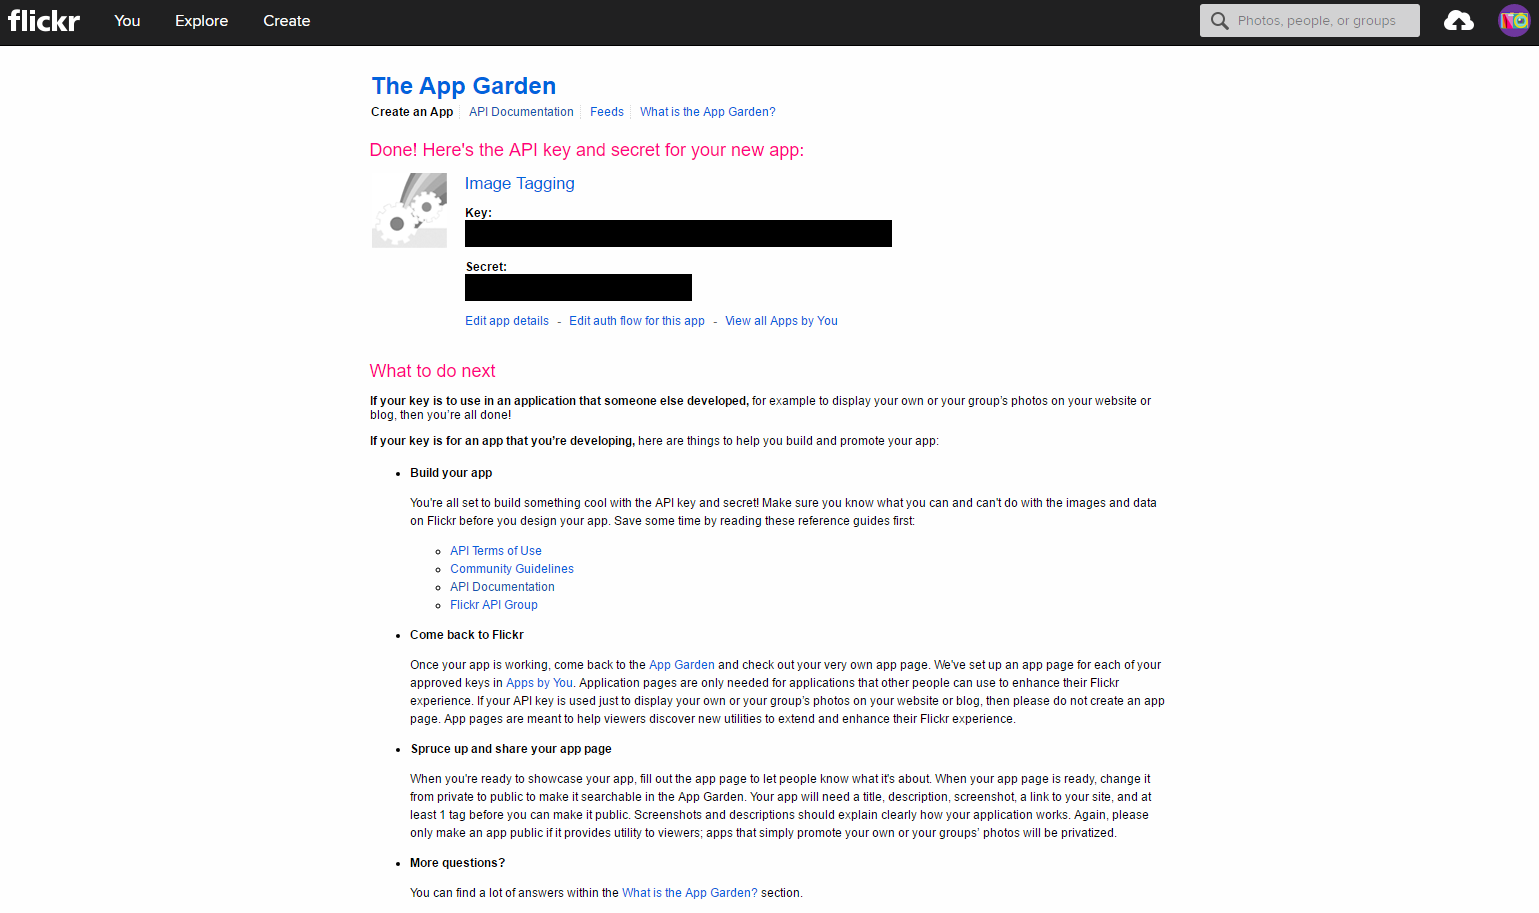 flickr You Explore Create Photos, people, or groups
The App Garden
Create an App API Documentation Feeds What is the App Garden?
Done! Here's the API key and secret for your new app:
Image Tagging
Key:
Secret:
Edit app details - Edit auth flow for this app - View all Apps by You
What to do next
If your key is to use in an application that someone else developed, for example to display your own or your group's photos on your website or
blog, then you're all done!
If your key is for an app that you're developing, here are things to help you build and promote your app:
• Build your app
You're all set to build something cool with the API key and secret! Make sure you know what you can and can't do with the images and data
on Flickr before you design your app. Save some time by reading these reference guides first:
◦ API Terms of Use
◦ Community Guidelines
◦ API Documentation
◦ Flickr API Group
• Come back to Flickr
Once your app is working, come back to the App Garden and check out your very own app page. We've set up an app page for each of your
approved keys in Apps by You. Application pages are only needed for applications that other people can use to enhance their Flickr
experience. If your API key is used just to display your own or your group's photos on your website or blog, then please do not create an app
page. App pages are meant to help viewers discover new utilities to extend and enhance their Flickr experience.
• Spruce up and share your app page
When you're ready to showcase your app, fill out the app page to let people know what it's about. When your app page is ready, change it
from private to public to make it searchable in the App Garden. Your app will need a title, description, screenshot, a link to your site, and at
least 1 tag before you can make it public. Screenshots and descriptions should explain clearly how your application works. Again, please
only make an app public if it provides utility to viewers; apps that simply promote your own or your groups' photos will be privatized.
• More questions?
You can find a lot of answers within the What is the App Garden? section.